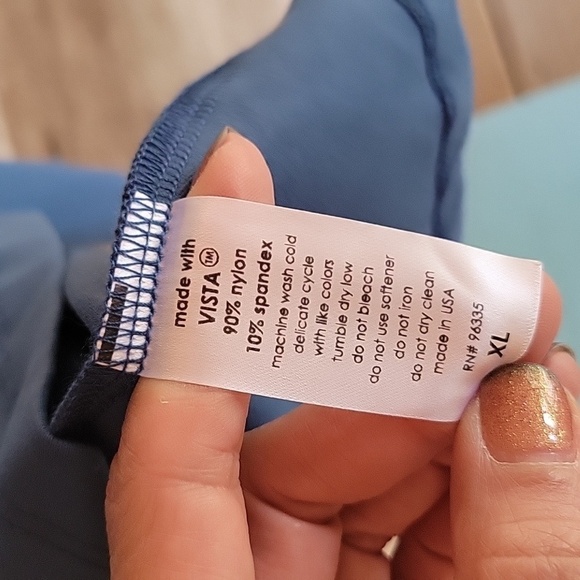 made with
VISTA™
90% nylon
10% spandex
machine wash cold
delicate cycle
with like colors
tumble dry low
do not bleach
do not use softener
do not iron
do not dry clean
made in USA
RN# 96335
XL